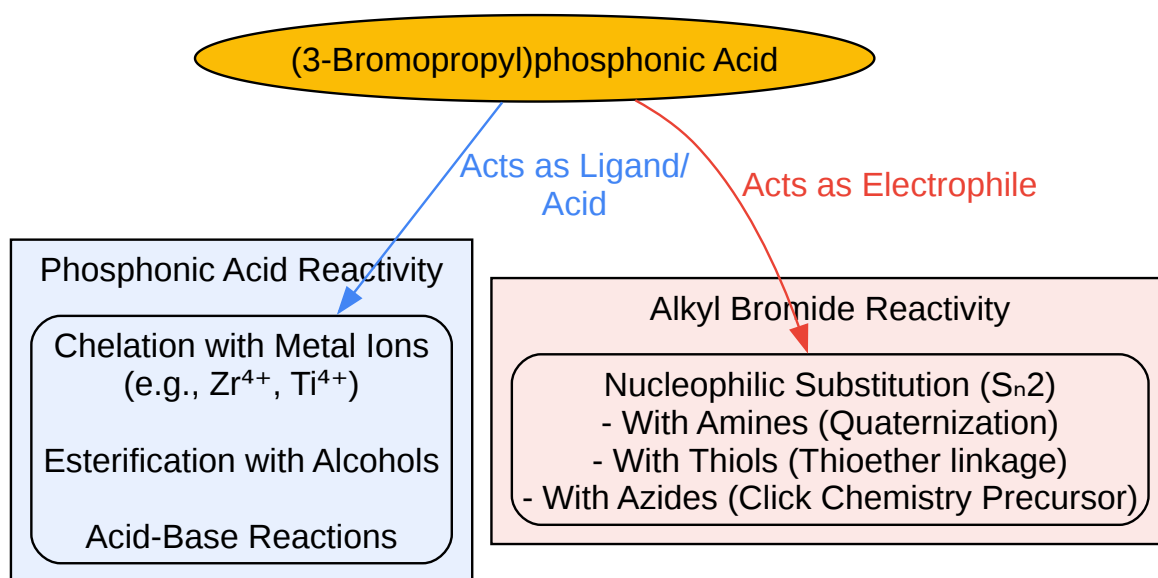 (3-Bromopropyl)phosphonic Acid
Acts as Ligand/
Acid
Acts as Electrophile
Phosphonic Acid Reactivity
Chelation with Metal Ions
(e.g., Zr⁴⁺, Ti⁴⁺)
Esterification with Alcohols
Acid-Base Reactions
Alkyl Bromide Reactivity
Nucleophilic Substitution (Sₙ2)
- With Amines (Quaternization)
- With Thiols (Thioether linkage)
- With Azides (Click Chemistry Precursor)